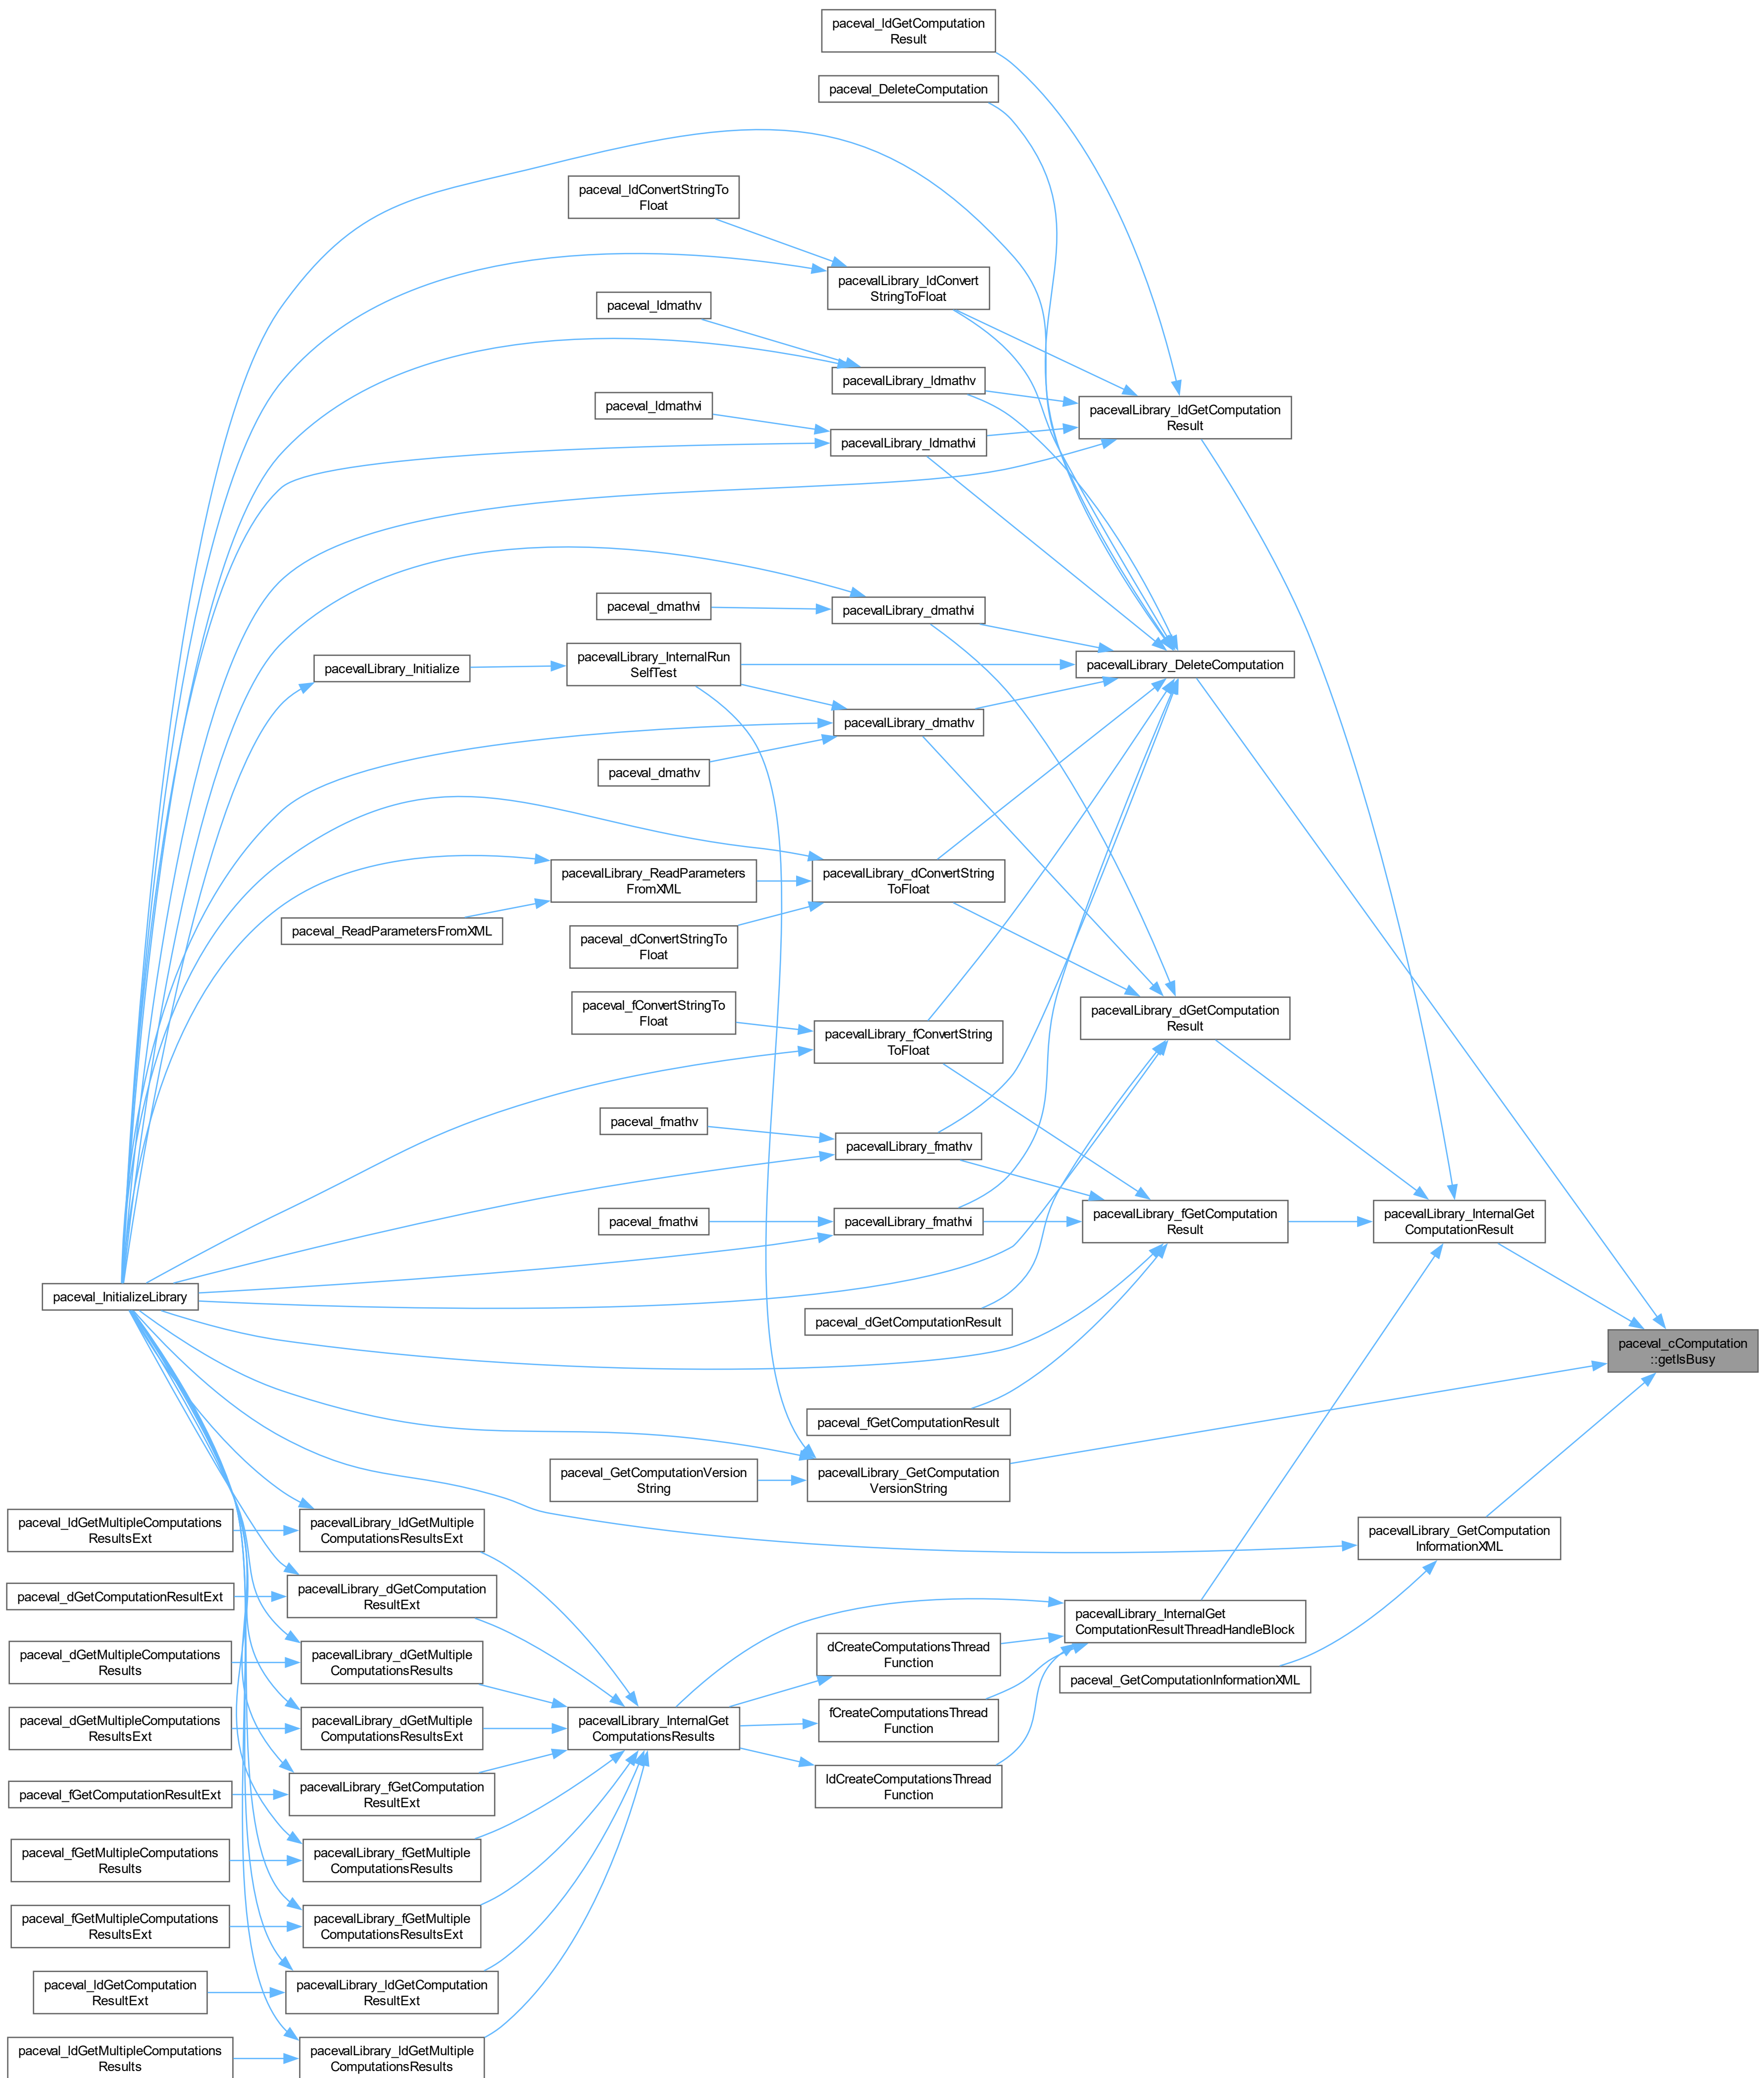 paceval_ldGetComputation
Result
paceval_DeleteComputation
paceval_ldConvertStringTo
Float
pacevalLibrary_ldConvert
StringToFloat
paceval_ldmathv
pacevalLibrary_ldmathv
paceval_ldmathvi
pacevalLibrary_ldGetComputation
Result
pacevalLibrary_ldmathvi
paceval_dmathvi
pacevalLibrary_dmathvi
pacevalLibrary_Initialize
pacevalLibrary_InternalRun
SelfTest
pacevalLibrary_DeleteComputation
pacevalLibrary_dmathv
paceval_dmathv
pacevalLibrary_ReadParameters
FromXML
pacevalLibrary_dConvertString
ToFloat
paceval_ReadParametersFromXML
paceval_dConvertStringTo
Float
paceval_fConvertStringTo
Float
pacevalLibrary_dGetComputation
Result
pacevalLibrary_fConvertString
ToFloat
paceval_fmathv
pacevalLibrary_fmathv
paceval_fmathvi
pacevalLibrary_fmathvi
pacevalLibrary_fGetComputation
Result
pacevalLibrary_InternalGet
ComputationResult
paceval_InitializeLibrary
paceval_dGetComputationResult
paceval_cComputation
::getIsBusy
paceval_fGetComputationResult
paceval_GetComputationVersion
String
pacevalLibrary_GetComputation
VersionString
paceval_ldGetMultipleComputations
ResultsExt
pacevalLibrary_ldGetMultiple
ComputationsResultsExt
pacevalLibrary_GetComputation
InformationXML
paceval_dGetComputationResultExt
pacevalLibrary_dGetComputation
ResultExt
pacevalLibrary_InternalGet
ComputationResultThreadHandleBlock
paceval_dGetMultipleComputations
Results
pacevalLibrary_dGetMultiple
ComputationsResults
dCreateComputationsThread
Function
paceval_GetComputationInformationXML
paceval_dGetMultipleComputations
ResultsExt
pacevalLibrary_dGetMultiple
ComputationsResultsExt
pacevalLibrary_InternalGet
ComputationsResults
fCreateComputationsThread
Function
paceval_fGetComputationResultExt
pacevalLibrary_fGetComputation
ResultExt
ldCreateComputationsThread
Function
paceval_fGetMultipleComputations
Results
pacevalLibrary_fGetMultiple
ComputationsResults
paceval_fGetMultipleComputations
ResultsExt
pacevalLibrary_fGetMultiple
ComputationsResultsExt
paceval_ldGetComputation
ResultExt
pacevalLibrary_ldGetComputation
ResultExt
paceval_ldGetMultipleComputations
Results
pacevalLibrary_ldGetMultiple
ComputationsResults